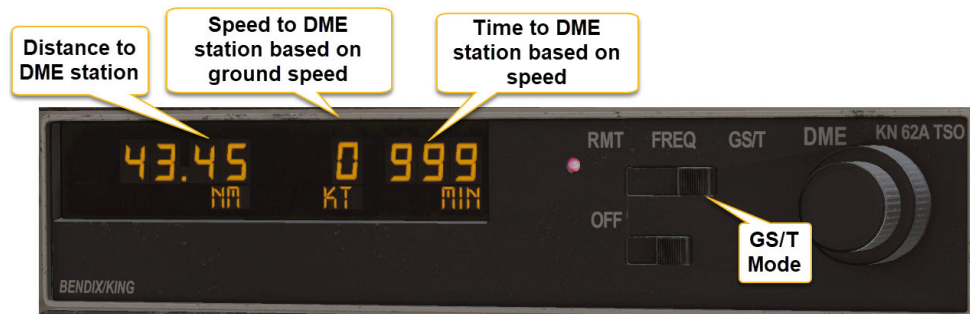 Distance to
DME station
Speed to DME
station based on
ground speed
Time to DME
station based on
speed
43.45
NM
0
KT
999
MIN
RMT FREQ GS/T DME KN 62A TSO
OFF
GS/T
Mode
BENDIX/KING